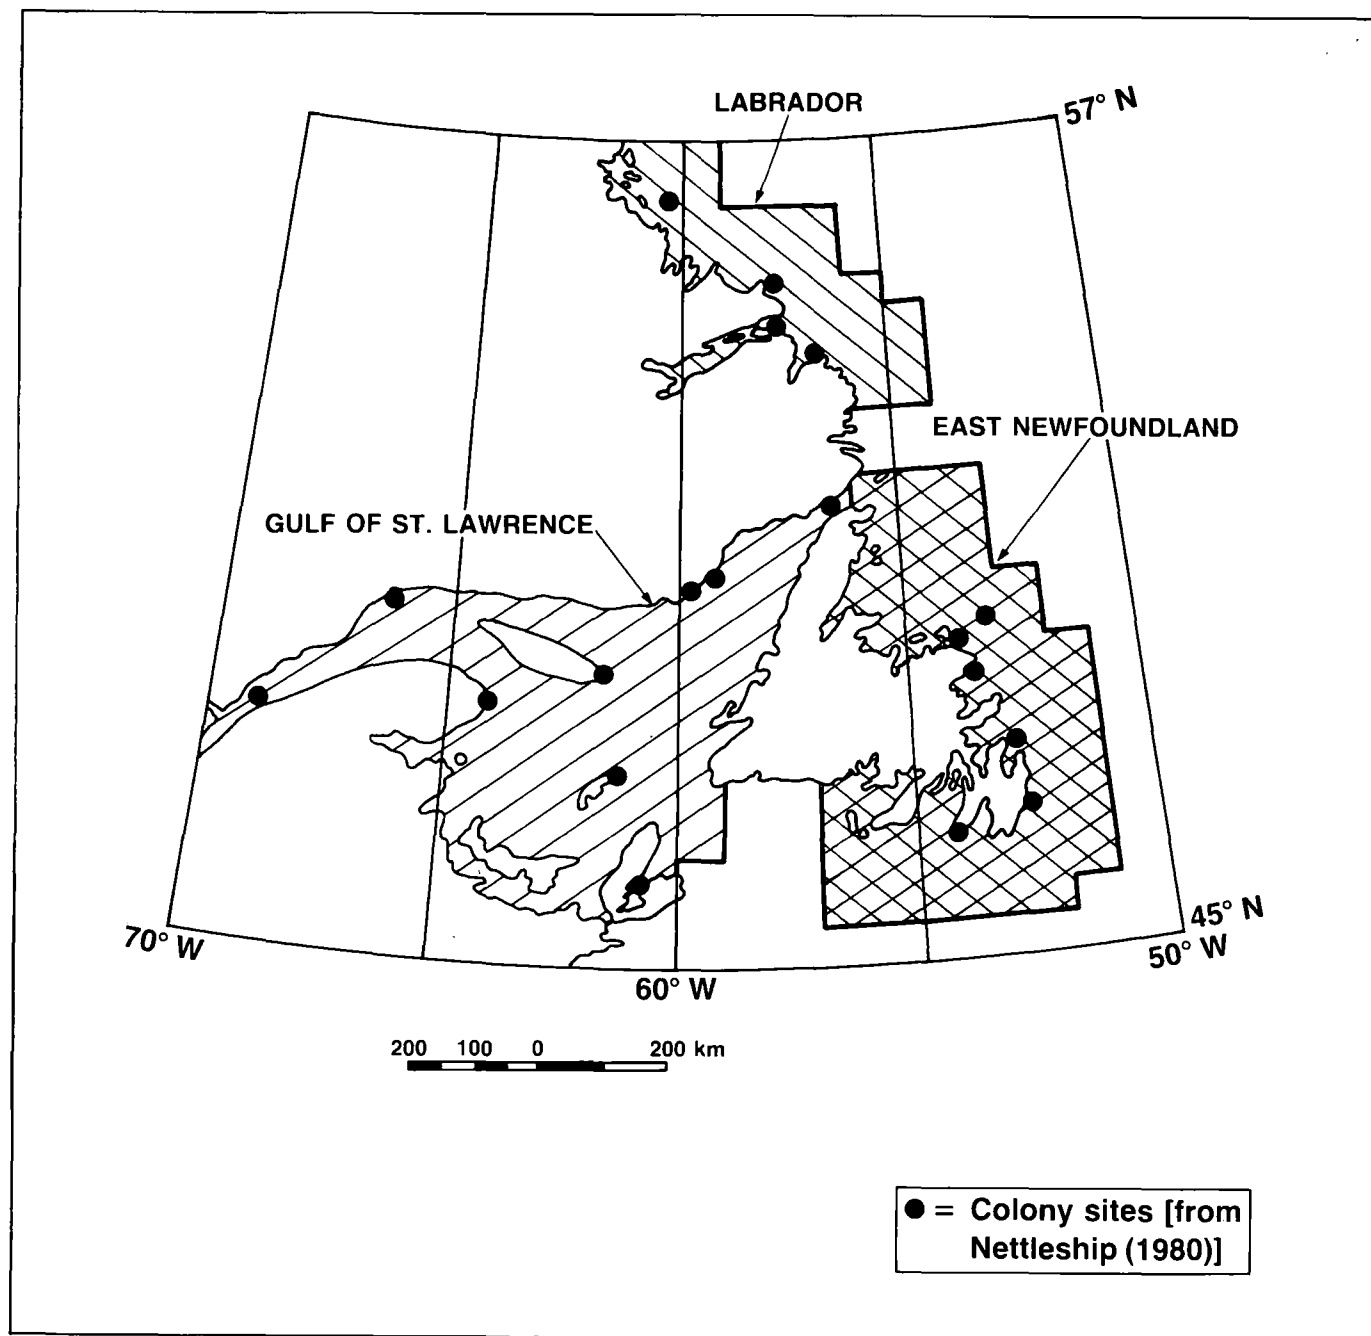 57° N
LABRADOR
EAST NEWFOUNDLAND
GULF OF ST. LAWRENCE
45° N
70° W
50° W
60° W
200 100 0 200 km
● = Colony sites [from
Nettleship (1980)]